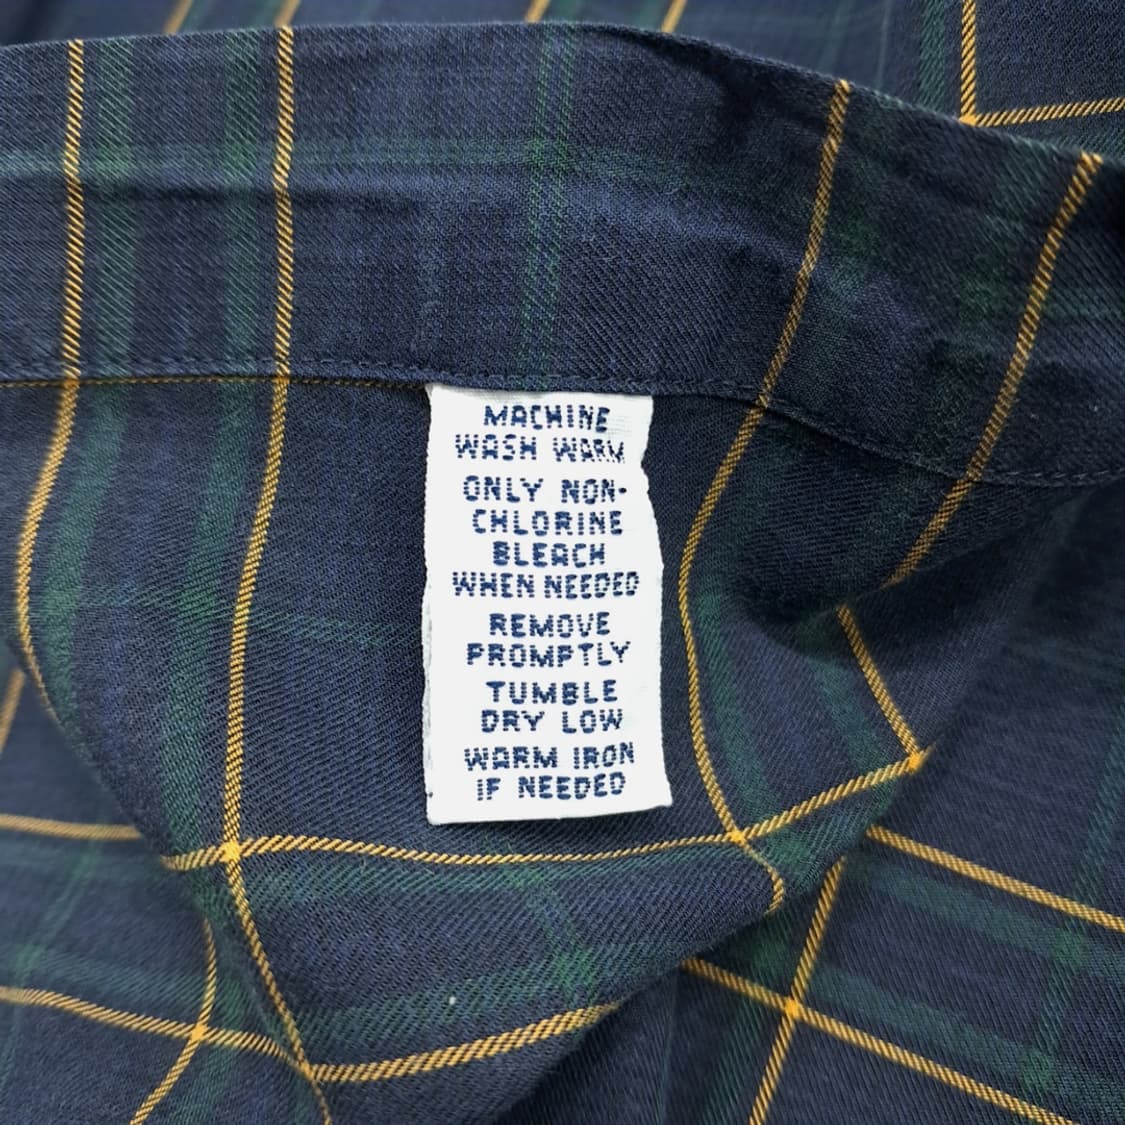 MACHINE
WASH WARM
ONLY NON-
CHLORINE
BLEACH
WHEN NEEDED
REMOVE
PROMPTLY
TUMBLE
DRY LOW
WARM IRON
IF NEEDED